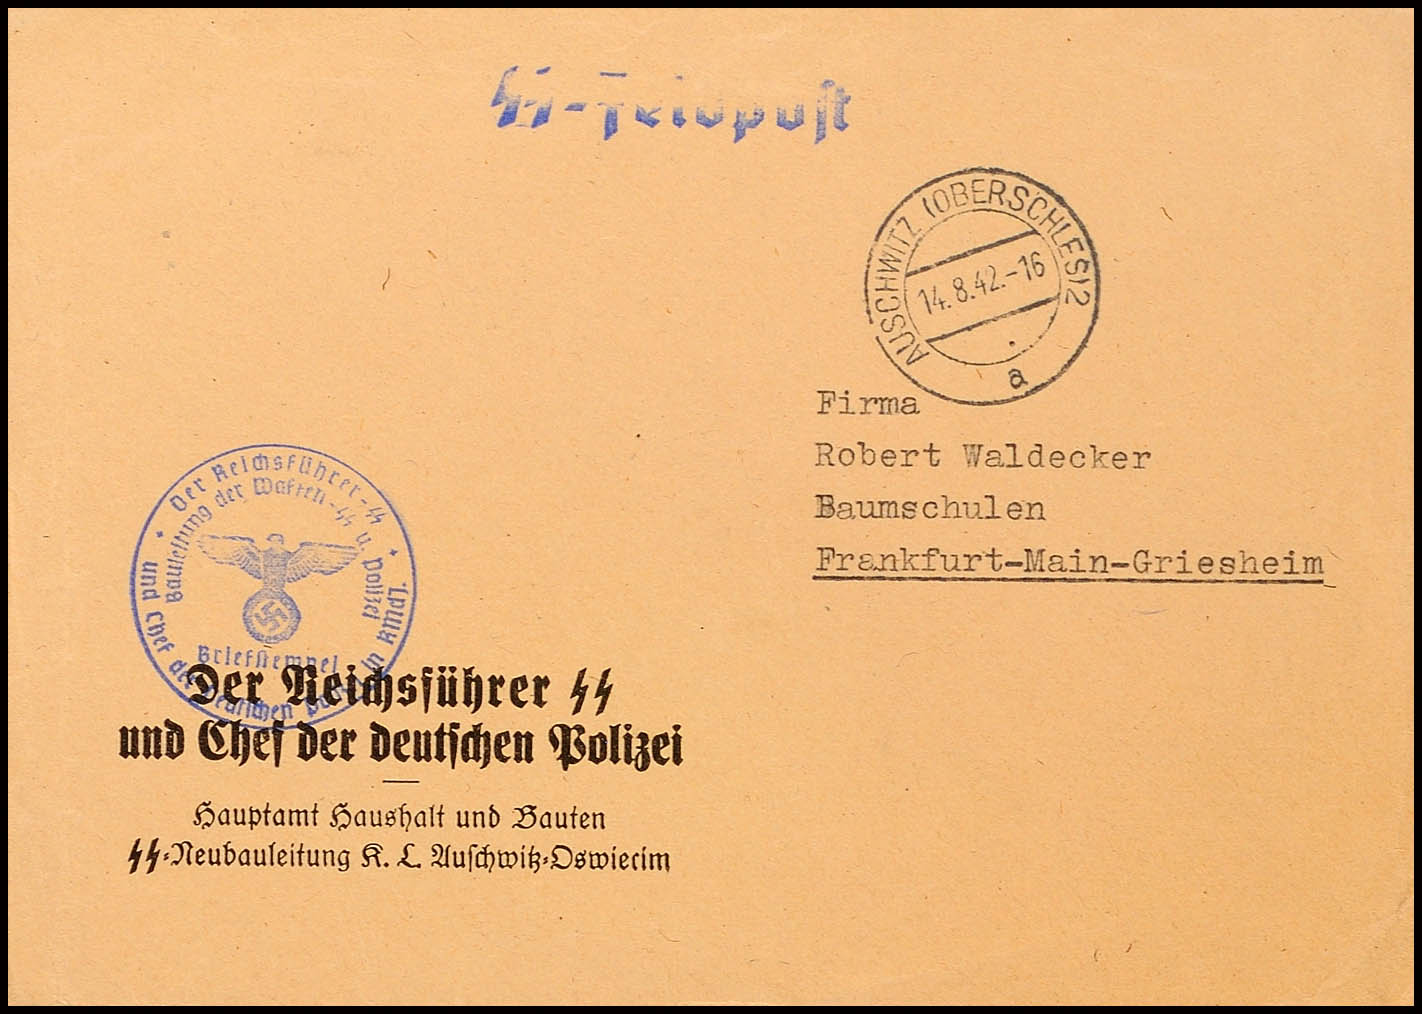 SS-Feldpost
AUSCHWITZ (OBERSCHLES) 2
14.8.42.-16
a
Firma
Robert Waldecker
Baumschulen
Frankfurt-Main-Griesheim
Der Reichsführer-SS
und Chef der Deutschen Polizei im RMdJ.
Bauleitung der Waffen-SS u. Polizei
Briefstempel
Der Reichsführer SS
und Chef der deutschen Polizei
Hauptamt Haushalt und Bauten
SS-Neubauleitung K. L. Auschwitz-Oswiecim